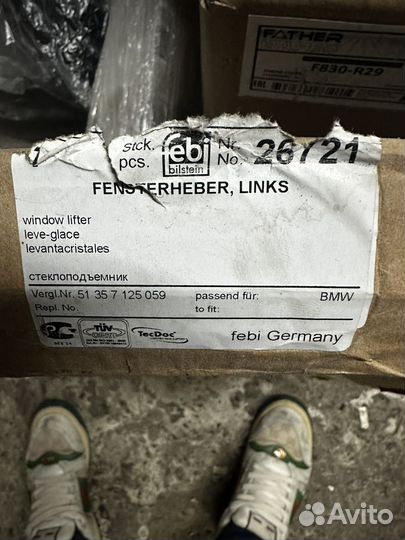 FATHER
F830-R29
1 stck. pcs. febi bilstein Nr. No. 26721
FENSTERHEBER, LINKS
window lifter
leve-glace
levantacristales
стеклоподъемник
Vergl.Nr. 51 35 7 125 059 passend für: BMW
Repl. No. to fit:
TÜV TecDoc febi Germany
Avito